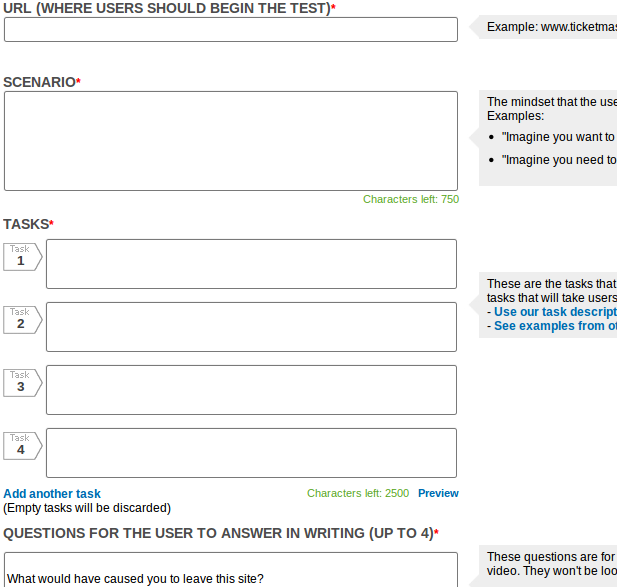 URL (WHERE USERS SHOULD BEGIN THE TEST)*
Example: www.ticketmas
SCENARIO*
The mindset that the use
Examples:
• "Imagine you want to
• "Imagine you need to
Characters left: 750
TASKS*
Task
1
These are the tasks that
tasks that will take users
- Use our task descript
- See examples from ot
Task
2
Task
3
Task
4
Add another task
Characters left: 2500 Preview
(Empty tasks will be discarded)
QUESTIONS FOR THE USER TO ANSWER IN WRITING (UP TO 4)*
These questions are for
video. They won't be loo
What would have caused you to leave this site?